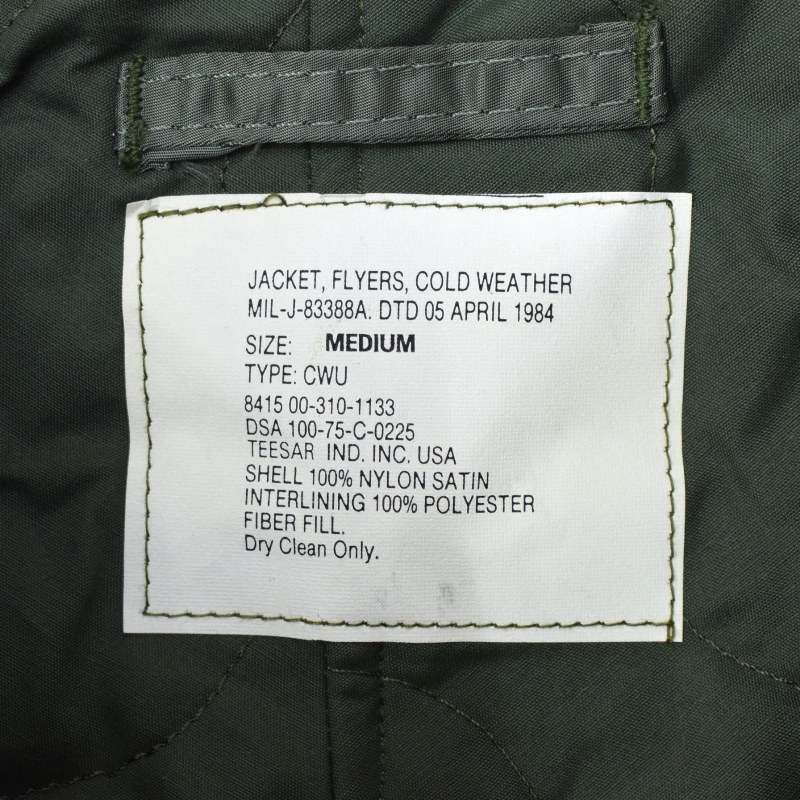 JACKET, FLYERS, COLD WEATHER
MIL-J-83388A. DTD 05 APRIL 1984
SIZE: MEDIUM
TYPE: CWU
8415 00-310-1133
DSA 100-75-C-0225
TEESAR IND. INC. USA
SHELL 100% NYLON SATIN
INTERLINING 100% POLYESTER
FIBER FILL.
Dry Clean Only.